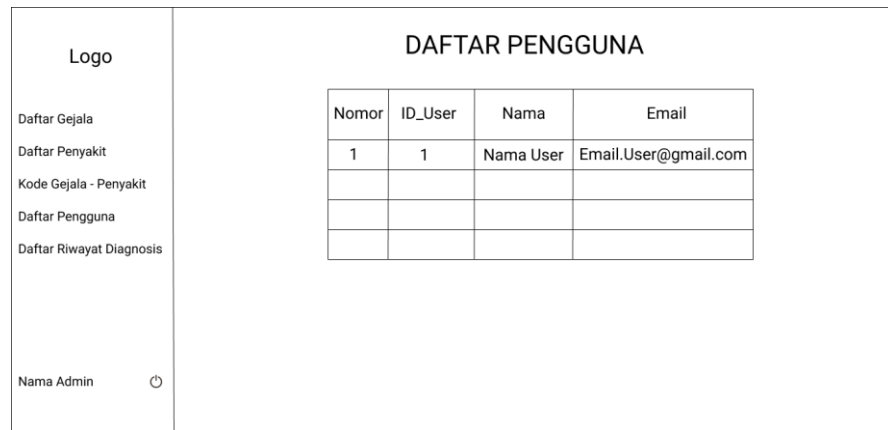 Logo
Daftar Gejala
Daftar Penyakit
Kode Gejala - Penyakit
Daftar Pengguna
Daftar Riwayat Diagnosis
Nama Admin
DAFTAR PENGGUNA
Nomor ID_User Nama Email
1 1 Nama User Email.User@gmail.com